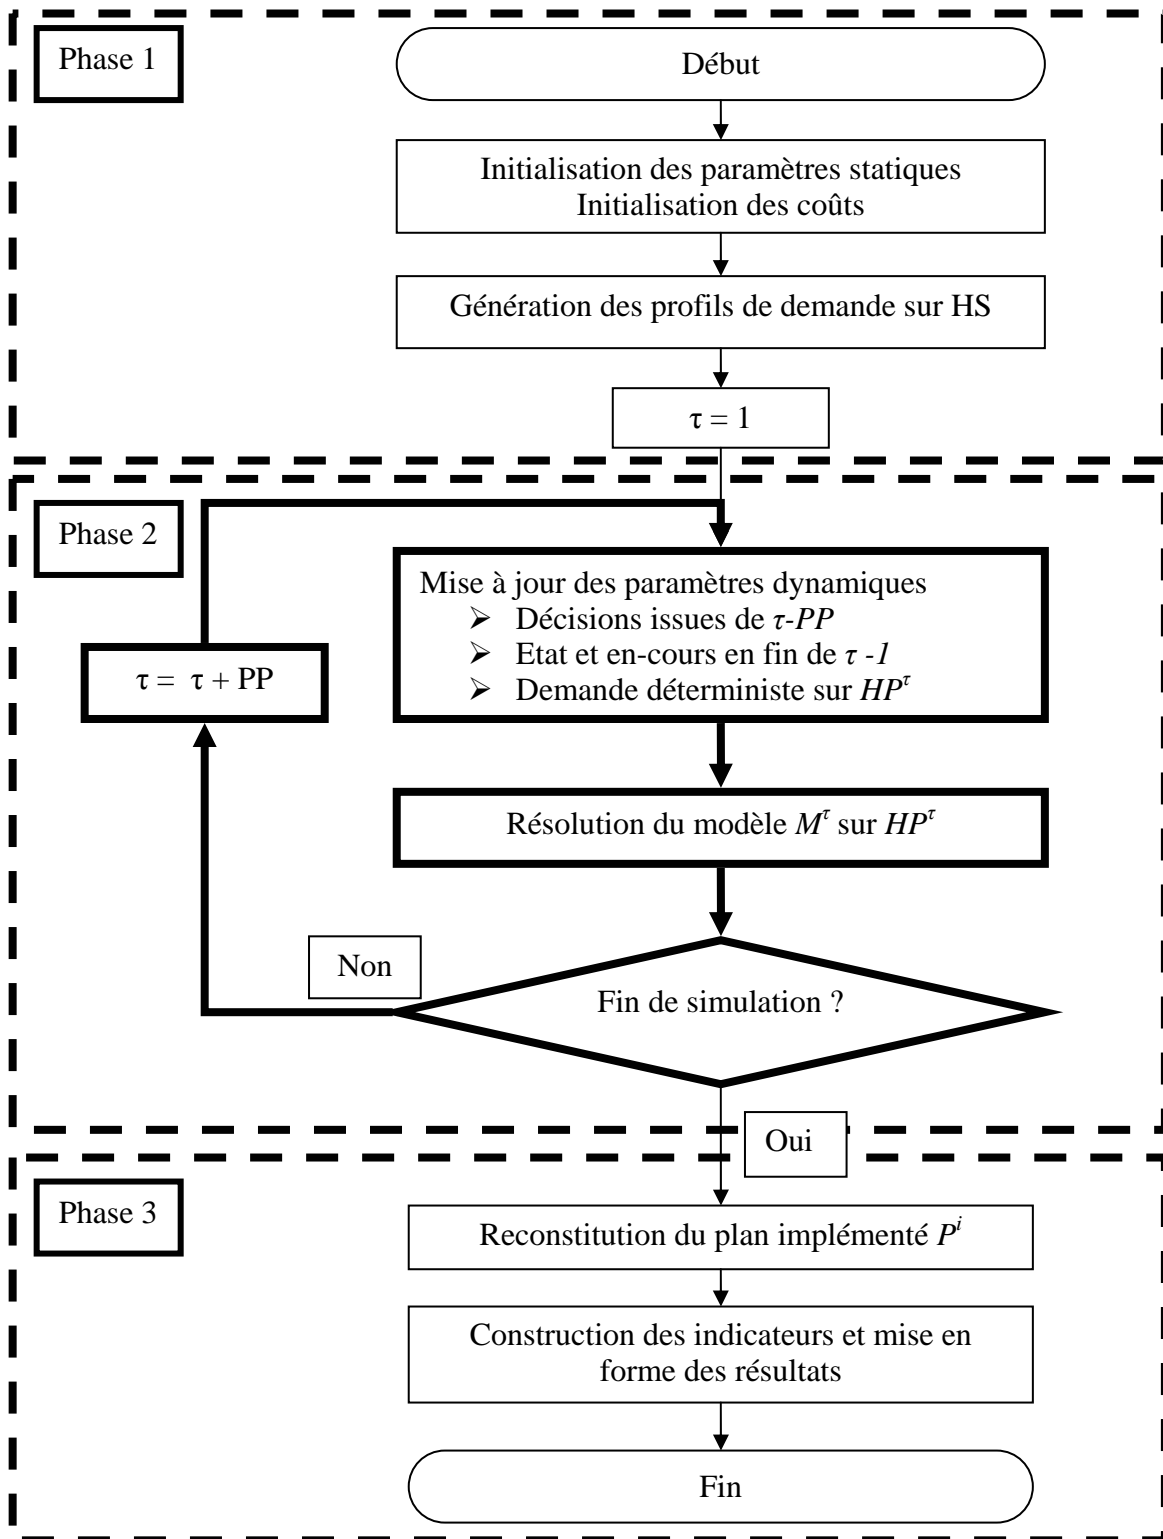 Phase 1
Début
Initialisation des paramètres statiques
Initialisation des coûts
Génération des profils de demande sur HS
τ = 1
Phase 2
Mise à jour des paramètres dynamiques
➢ Décisions issues de τ-PP
➢ Etat et en-cours en fin de τ -1
➢ Demande déterministe sur HP^τ
τ = τ + PP
Résolution du modèle M^τ sur HP^τ
Non
Fin de simulation ?
Oui
Phase 3
Reconstitution du plan implémenté P^i
Construction des indicateurs et mise en
forme des résultats
Fin